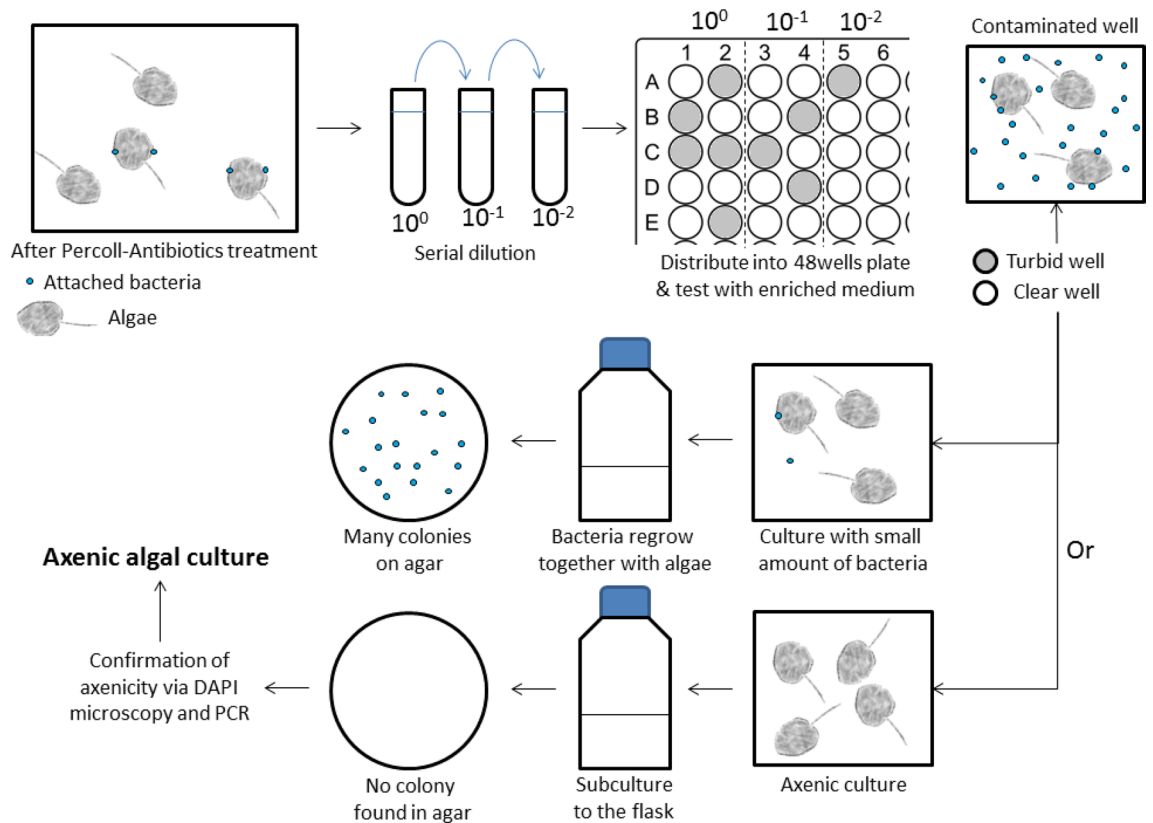 10⁰ 10⁻¹ 10⁻²
1 2 3 4 5 6
A
B
C
D
E
Contaminated well
10⁰ 10⁻¹ 10⁻²
Serial dilution
After Percoll-Antibiotics treatment
Attached bacteria
Algae
Distribute into 48wells plate
& test with enriched medium
Turbid well
Clear well
Many colonies
on agar
Bacteria regrow
together with algae
Culture with small
amount of bacteria
Or
Axenic algal culture
Confirmation of
axenicity via DAPI
microscopy and PCR
No colony
found in agar
Subculture
to the flask
Axenic culture